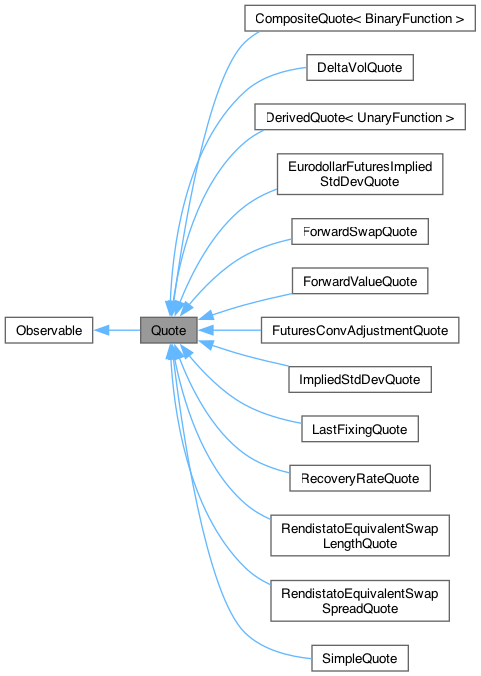 CompositeQuote< BinaryFunction >
DeltaVolQuote
DerivedQuote< UnaryFunction >
EurodollarFuturesImplied
StdDevQuote
ForwardSwapQuote
ForwardValueQuote
Observable
Quote
FuturesConvAdjustmentQuote
ImpliedStdDevQuote
LastFixingQuote
RecoveryRateQuote
RendistatoEquivalentSwap
LengthQuote
RendistatoEquivalentSwap
SpreadQuote
SimpleQuote